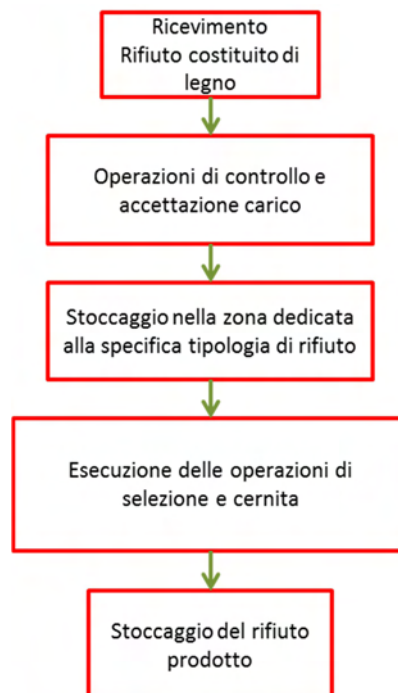 Ricevimento
Rifiuto costituito di
legno
Operazioni di controllo e
accettazione carico
Stoccaggio nella zona dedicata
alla specifica tipologia di rifiuto
Esecuzione delle operazioni di
selezione e cernita
Stoccaggio del rifiuto
prodotto